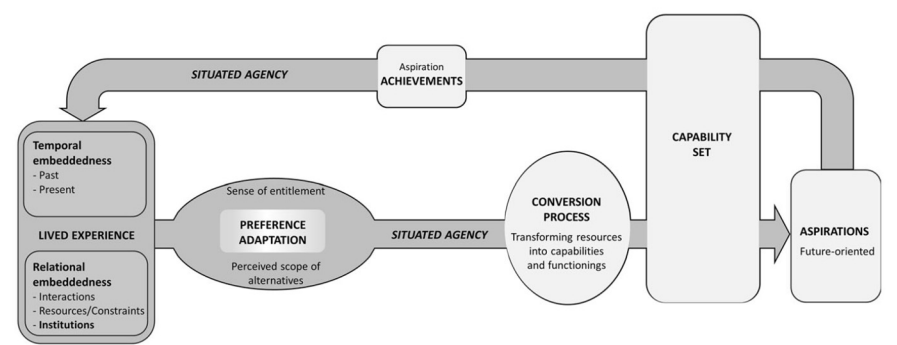 SITUATED AGENCY
Aspiration
ACHIEVEMENTS
CAPABILITY
SET
Temporal
embeddedness
- Past
- Present
LIVED EXPERIENCE
Relational
embeddedness
- Interactions
- Resources/Constraints
- Institutions
Sense of entitlement
PREFERENCE
ADAPTATION
Perceived scope of
alternatives
SITUATED AGENCY
CONVERSION
PROCESS
Transforming resources
into capabilities
and functionings
ASPIRATIONS
Future-oriented